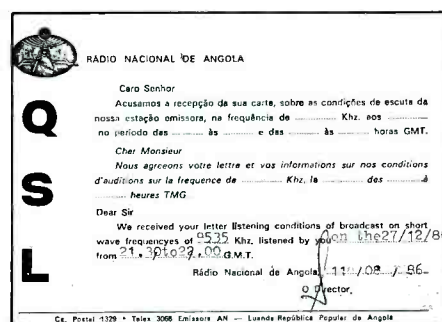 RÁDIO NACIONAL DE ANGOLA
QSL
Caro Senhor
Acusamos a recepção da sua carta, sobre as condições de escuta da
nossa estação emissora, na frequência de ........... Khz. aos ...........
no período das ........... às ........... e das ........... às ........... horas GMT.
Cher Monsieur
Nous agreeons votre lettre et vos informations sur nos conditions
d'auditions sur la frequence de ........... Khz, la ........... des ........... à
........... heures TMG
Dear Sir
We received your letter listening conditions of broadcast on short
wave frequencyes of 9535 Khz, listened by you on the 27/12/8
from 21.30 to 22.00 G.M.T.
Rádio Nacional de Angola, 11 / 08 / 86
O Director,
Cx. Postal 1329 • Telex 3066 Emissora AN — Luanda República Popular de Angola